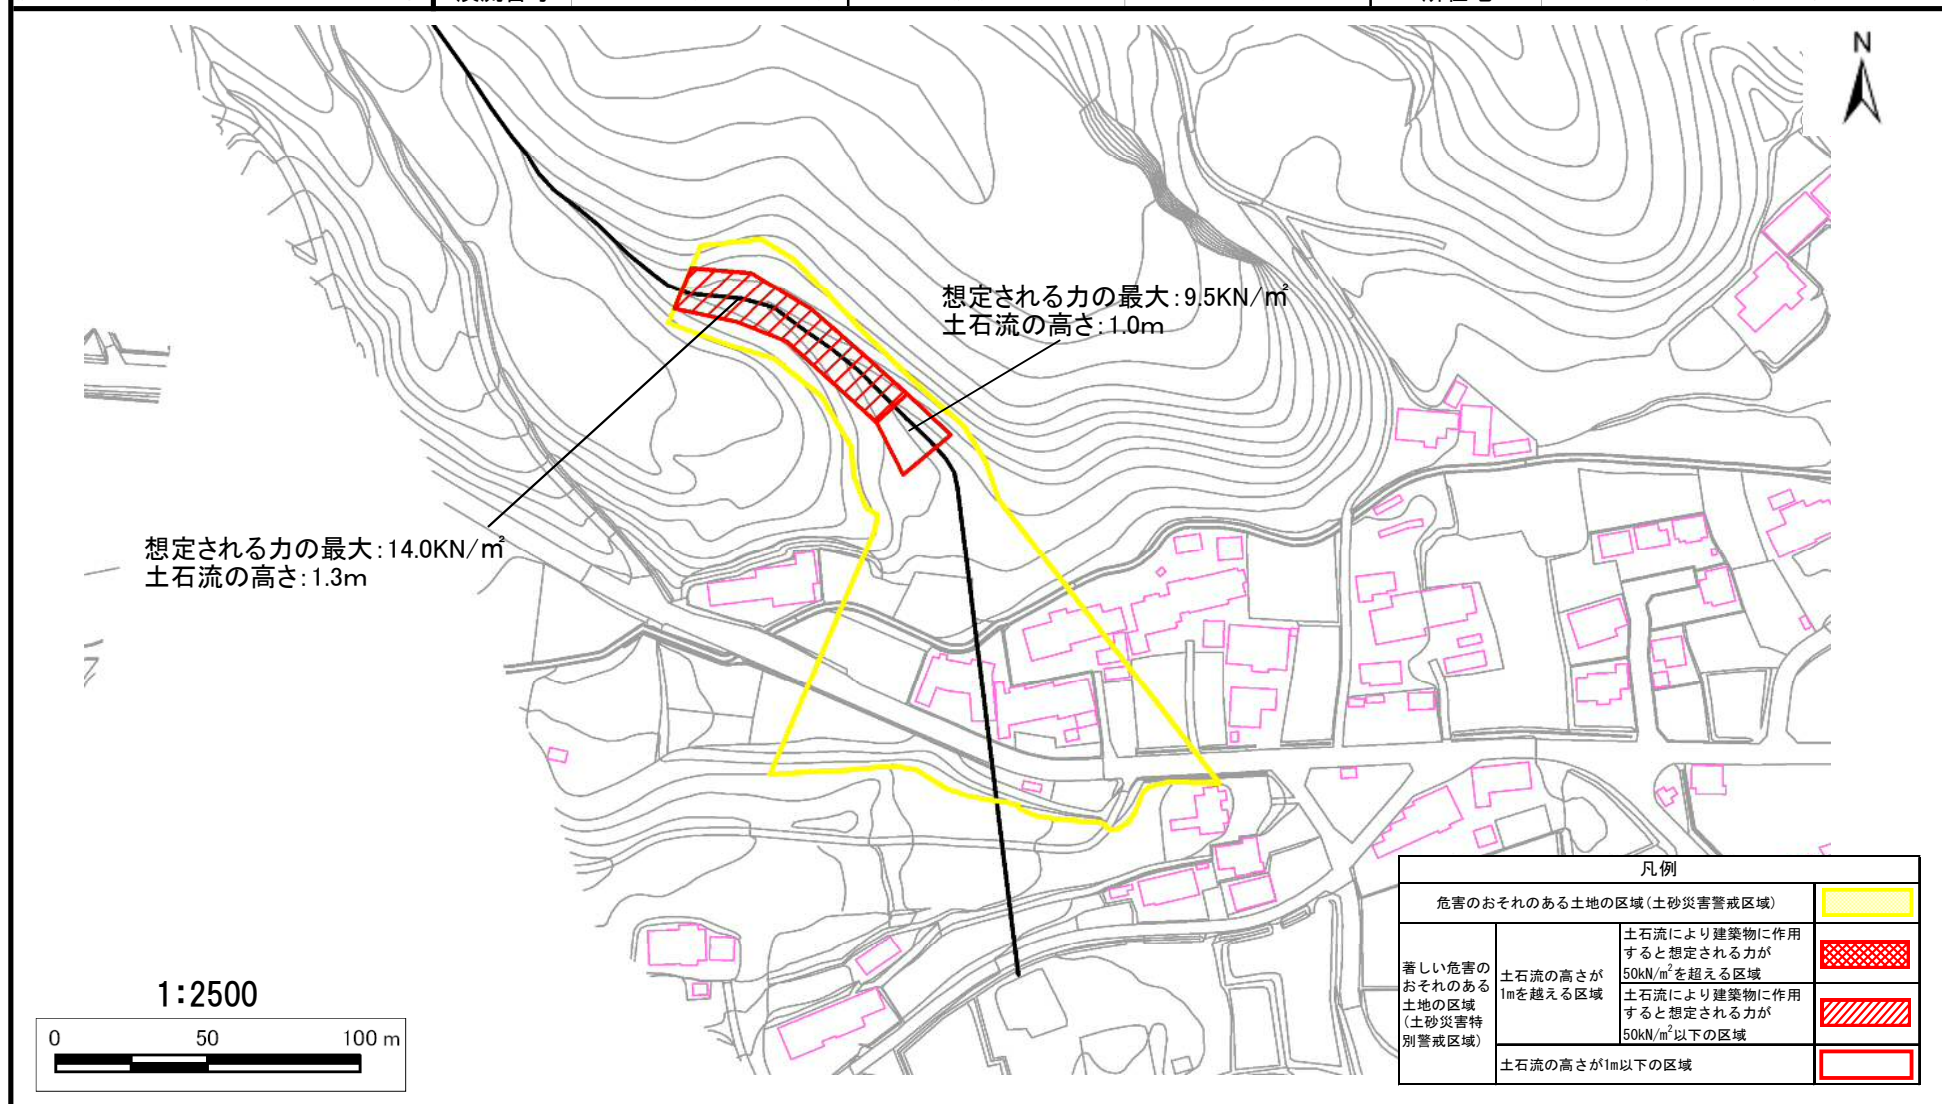 N
想定される力の最大:9.5KN/㎡
土石流の高さ:1.0m
想定される力の最大:14.0KN/㎡
土石流の高さ:1.3m
1:2500
0 50 100 m
凡例
危害のおそれのある土地の区域(土砂災害警戒区域)
著しい危害の
おそれのある
土地の区域
(土砂災害特
別警戒区域)
土石流の高さが
1mを越える区域
土石流により建築物に作用
すると想定される力が
50kN/m²を超える区域
土石流により建築物に作用
すると想定される力が
50kN/m²以下の区域
土石流の高さが1m以下の区域